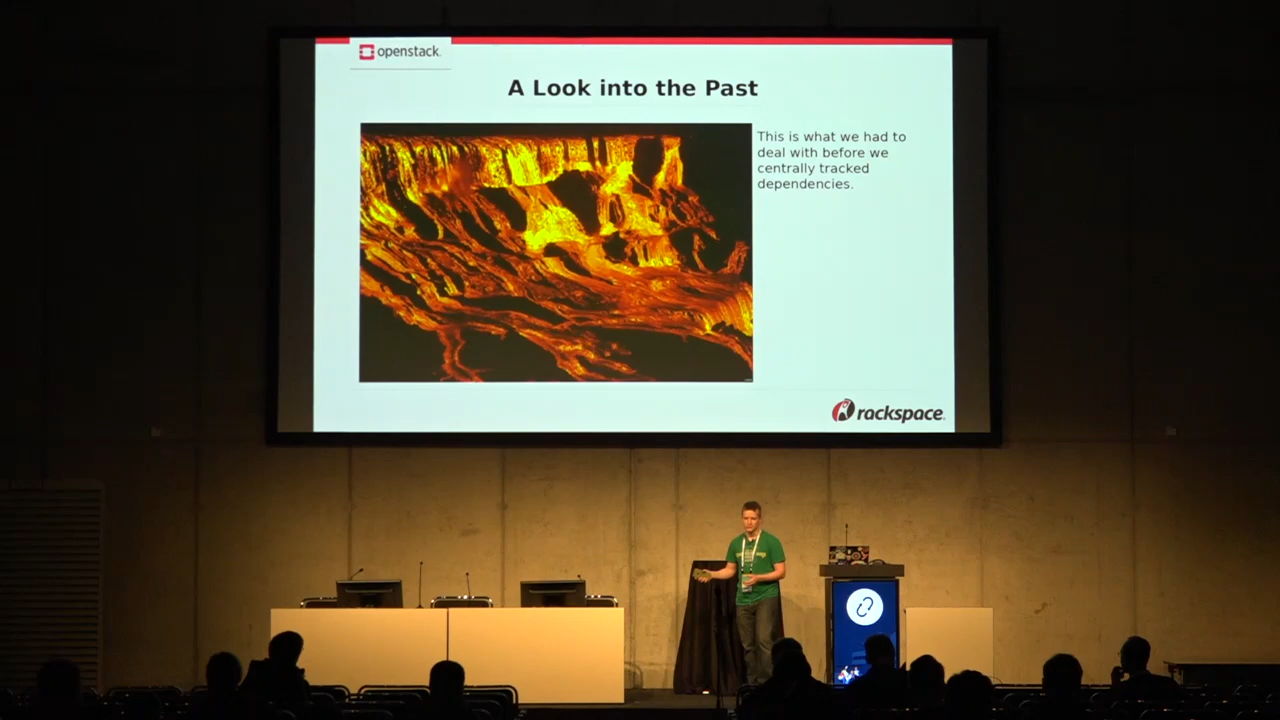 openstack.
A Look into the Past
This is what we had to
deal with before we
centrally tracked
dependencies.
rackspace.